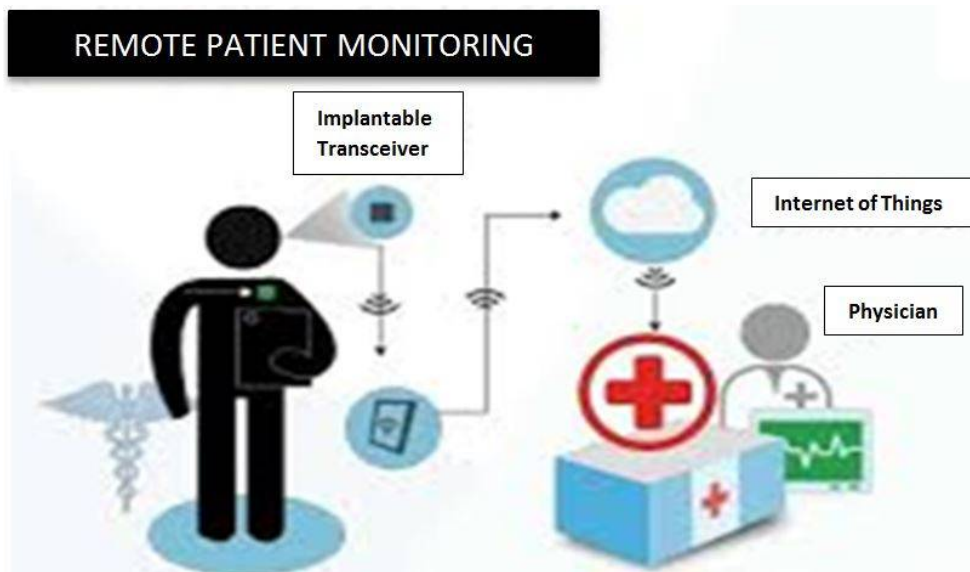 REMOTE PATIENT MONITORING
Implantable
Transceiver
Internet of Things
Physician